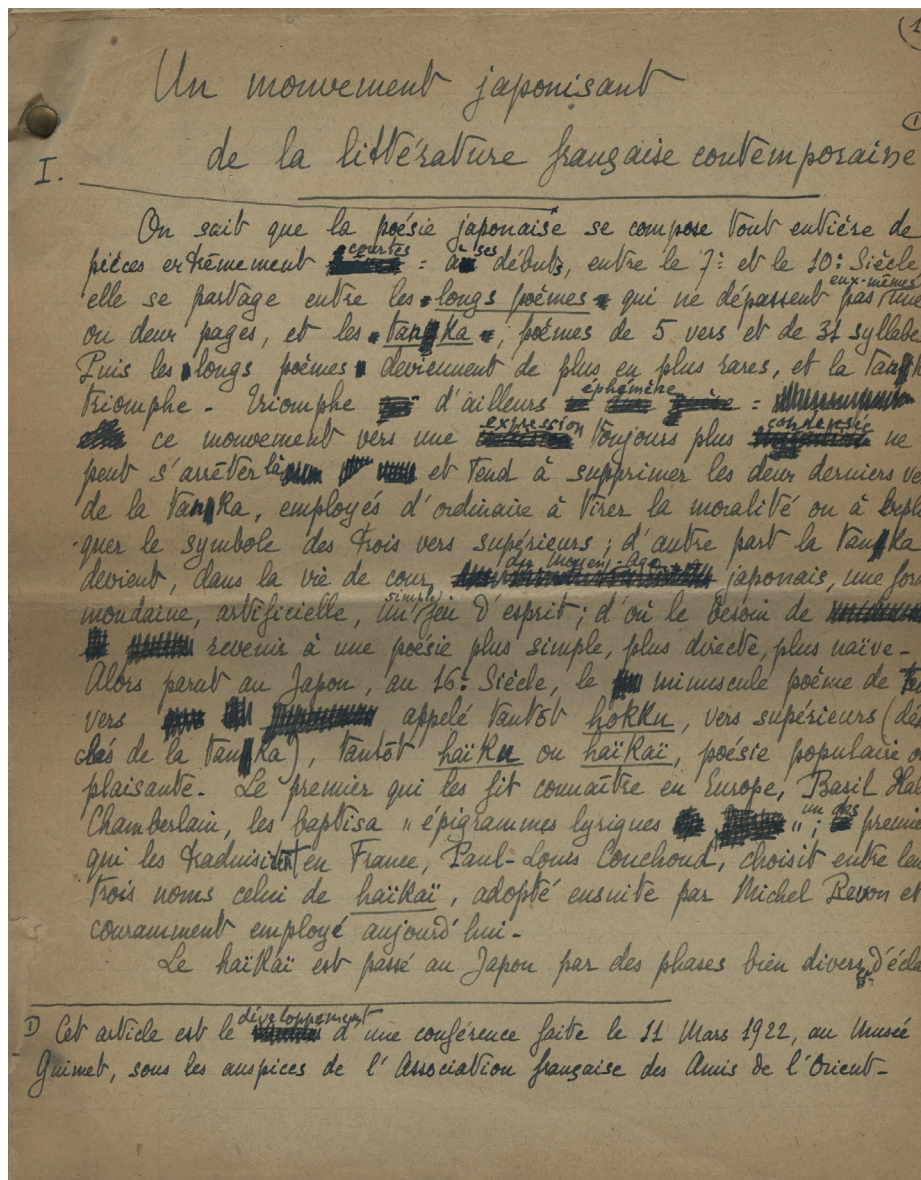 (1
Un mouvement japonisant
(1
I. de la littérature française contemporaine
On sait que la poésie japonaise se compose tout entière de
pièces extrêmement courtes : à ses débuts, entre le 7e et le 10e Siècle
elle se partage entre les longs poèmes qui ne dépassent pas eux-mêmes une
ou deux pages, et les tanka, poèmes de 5 vers et de 31 syllabe
Puis les longs poèmes deviennent de plus en plus rares, et la Tank
triomphe - Triomphe d'ailleurs éphémère :
ce mouvement vers une expression toujours plus condensée ne
peut s'arrêter là et tend à supprimer les deux derniers ve
de la Tanka, employés d'ordinaire à tirer la moralité ou à expli
quer le symbole des trois vers supérieurs ; d'autre part la Tanka
devient, dans la vie de cour du moyen-âge japonais, une form
mondaine, artificielle, un simple jeu d'esprit ; d'où le besoin de
revenir à une poésie plus simple, plus directe, plus naïve -
Alors parut au Japon, au 16e Siècle, le minuscule poème de
vers appelé tantôt hokku, vers supérieurs (dé
chés de la Tanka), tantôt haïku ou haïkaï, poésie populaire o
plaisante - Le premier qui les fit connaître en Europe, Basil Hal
Chamberlain, les baptisa "épigrammes lyriques" ; un des premie
qui les traduisit en France, Paul-Louis Couchoud, choisit entre leu
trois noms celui de haïkaï, adopté ensuite par Michel Revon et
couramment employé aujourd'hui -
Le haïkaï est passé au Japon par des phases bien diverses d'écla
1) Cet article est le développement d'une conférence faite le 11 Mars 1922, au Musée
Guimet, sous les auspices de l'Association française des Amis de l'Orient -